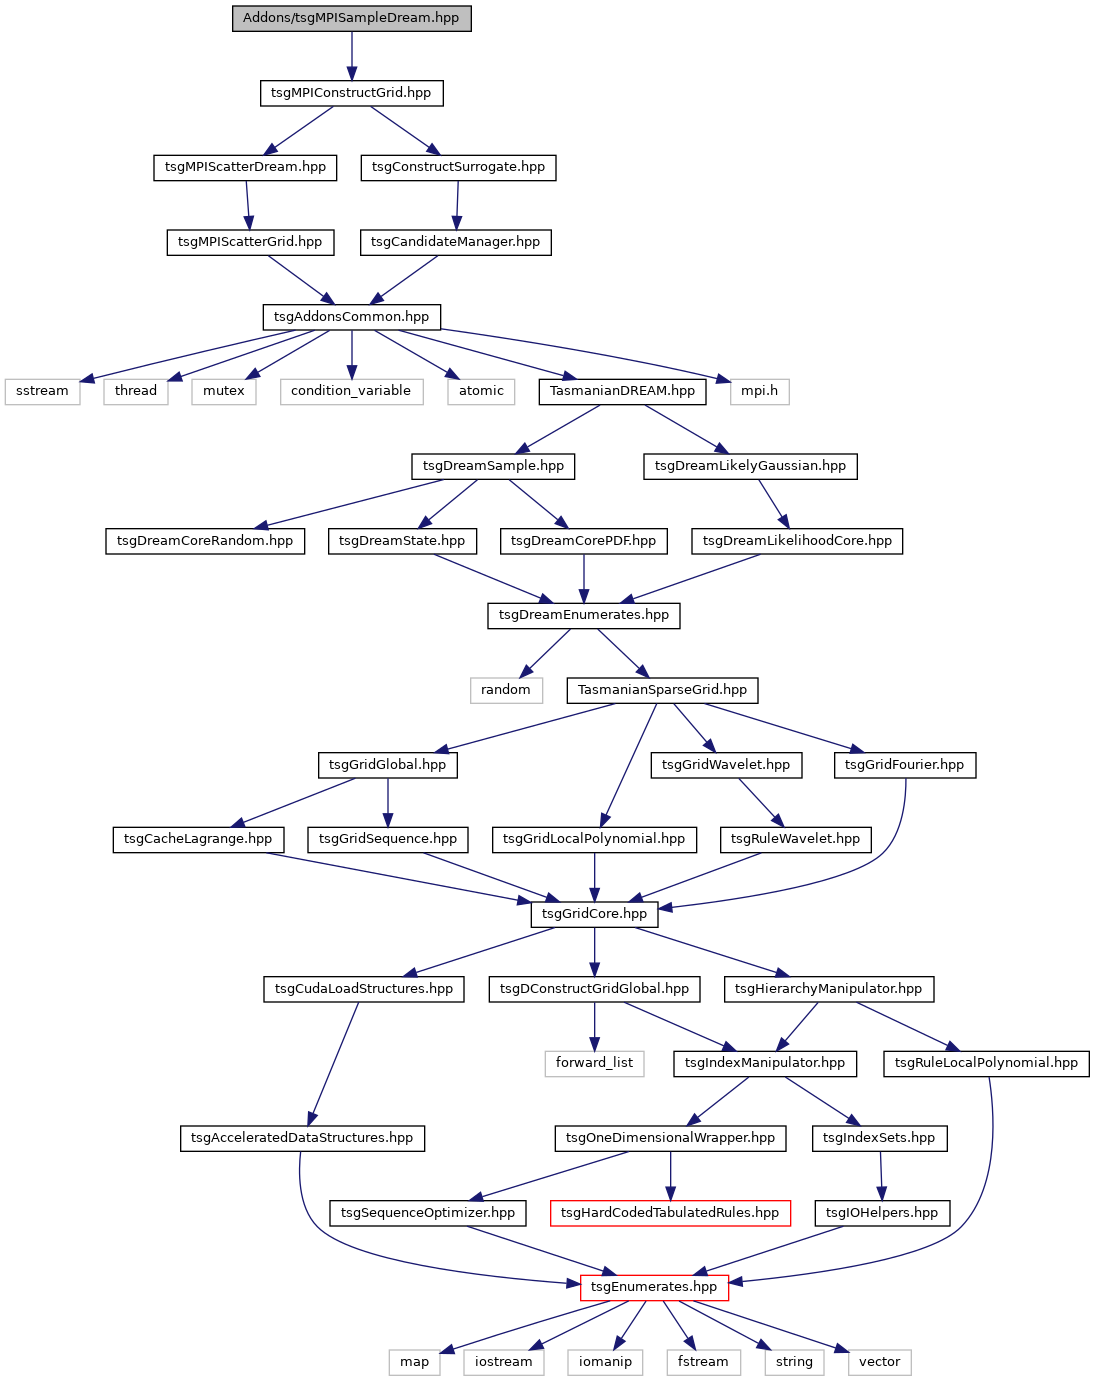 Addons/tsgMPISampleDream.hpp
tsgMPIConstructGrid.hpp
tsgMPIScatterDream.hpp
tsgConstructSurrogate.hpp
tsgMPIScatterGrid.hpp
tsgCandidateManager.hpp
tsgAddonsCommon.hpp
sstream
thread
mutex
condition_variable
atomic
TasmanianDREAM.hpp
mpi.h
tsgDreamSample.hpp
tsgDreamLikelyGaussian.hpp
tsgDreamCoreRandom.hpp
tsgDreamState.hpp
tsgDreamCorePDF.hpp
tsgDreamLikelihoodCore.hpp
tsgDreamEnumerates.hpp
random
TasmanianSparseGrid.hpp
tsgGridGlobal.hpp
tsgGridWavelet.hpp
tsgGridFourier.hpp
tsgCacheLagrange.hpp
tsgGridSequence.hpp
tsgGridLocalPolynomial.hpp
tsgRuleWavelet.hpp
tsgGridCore.hpp
tsgCudaLoadStructures.hpp
tsgDConstructGridGlobal.hpp
tsgHierarchyManipulator.hpp
forward_list
tsgIndexManipulator.hpp
tsgRuleLocalPolynomial.hpp
tsgAcceleratedDataStructures.hpp
tsgOneDimensionalWrapper.hpp
tsgIndexSets.hpp
tsgSequenceOptimizer.hpp
tsgHardCodedTabulatedRules.hpp
tsgIOHelpers.hpp
tsgEnumerates.hpp
map
iostream
iomanip
fstream
string
vector